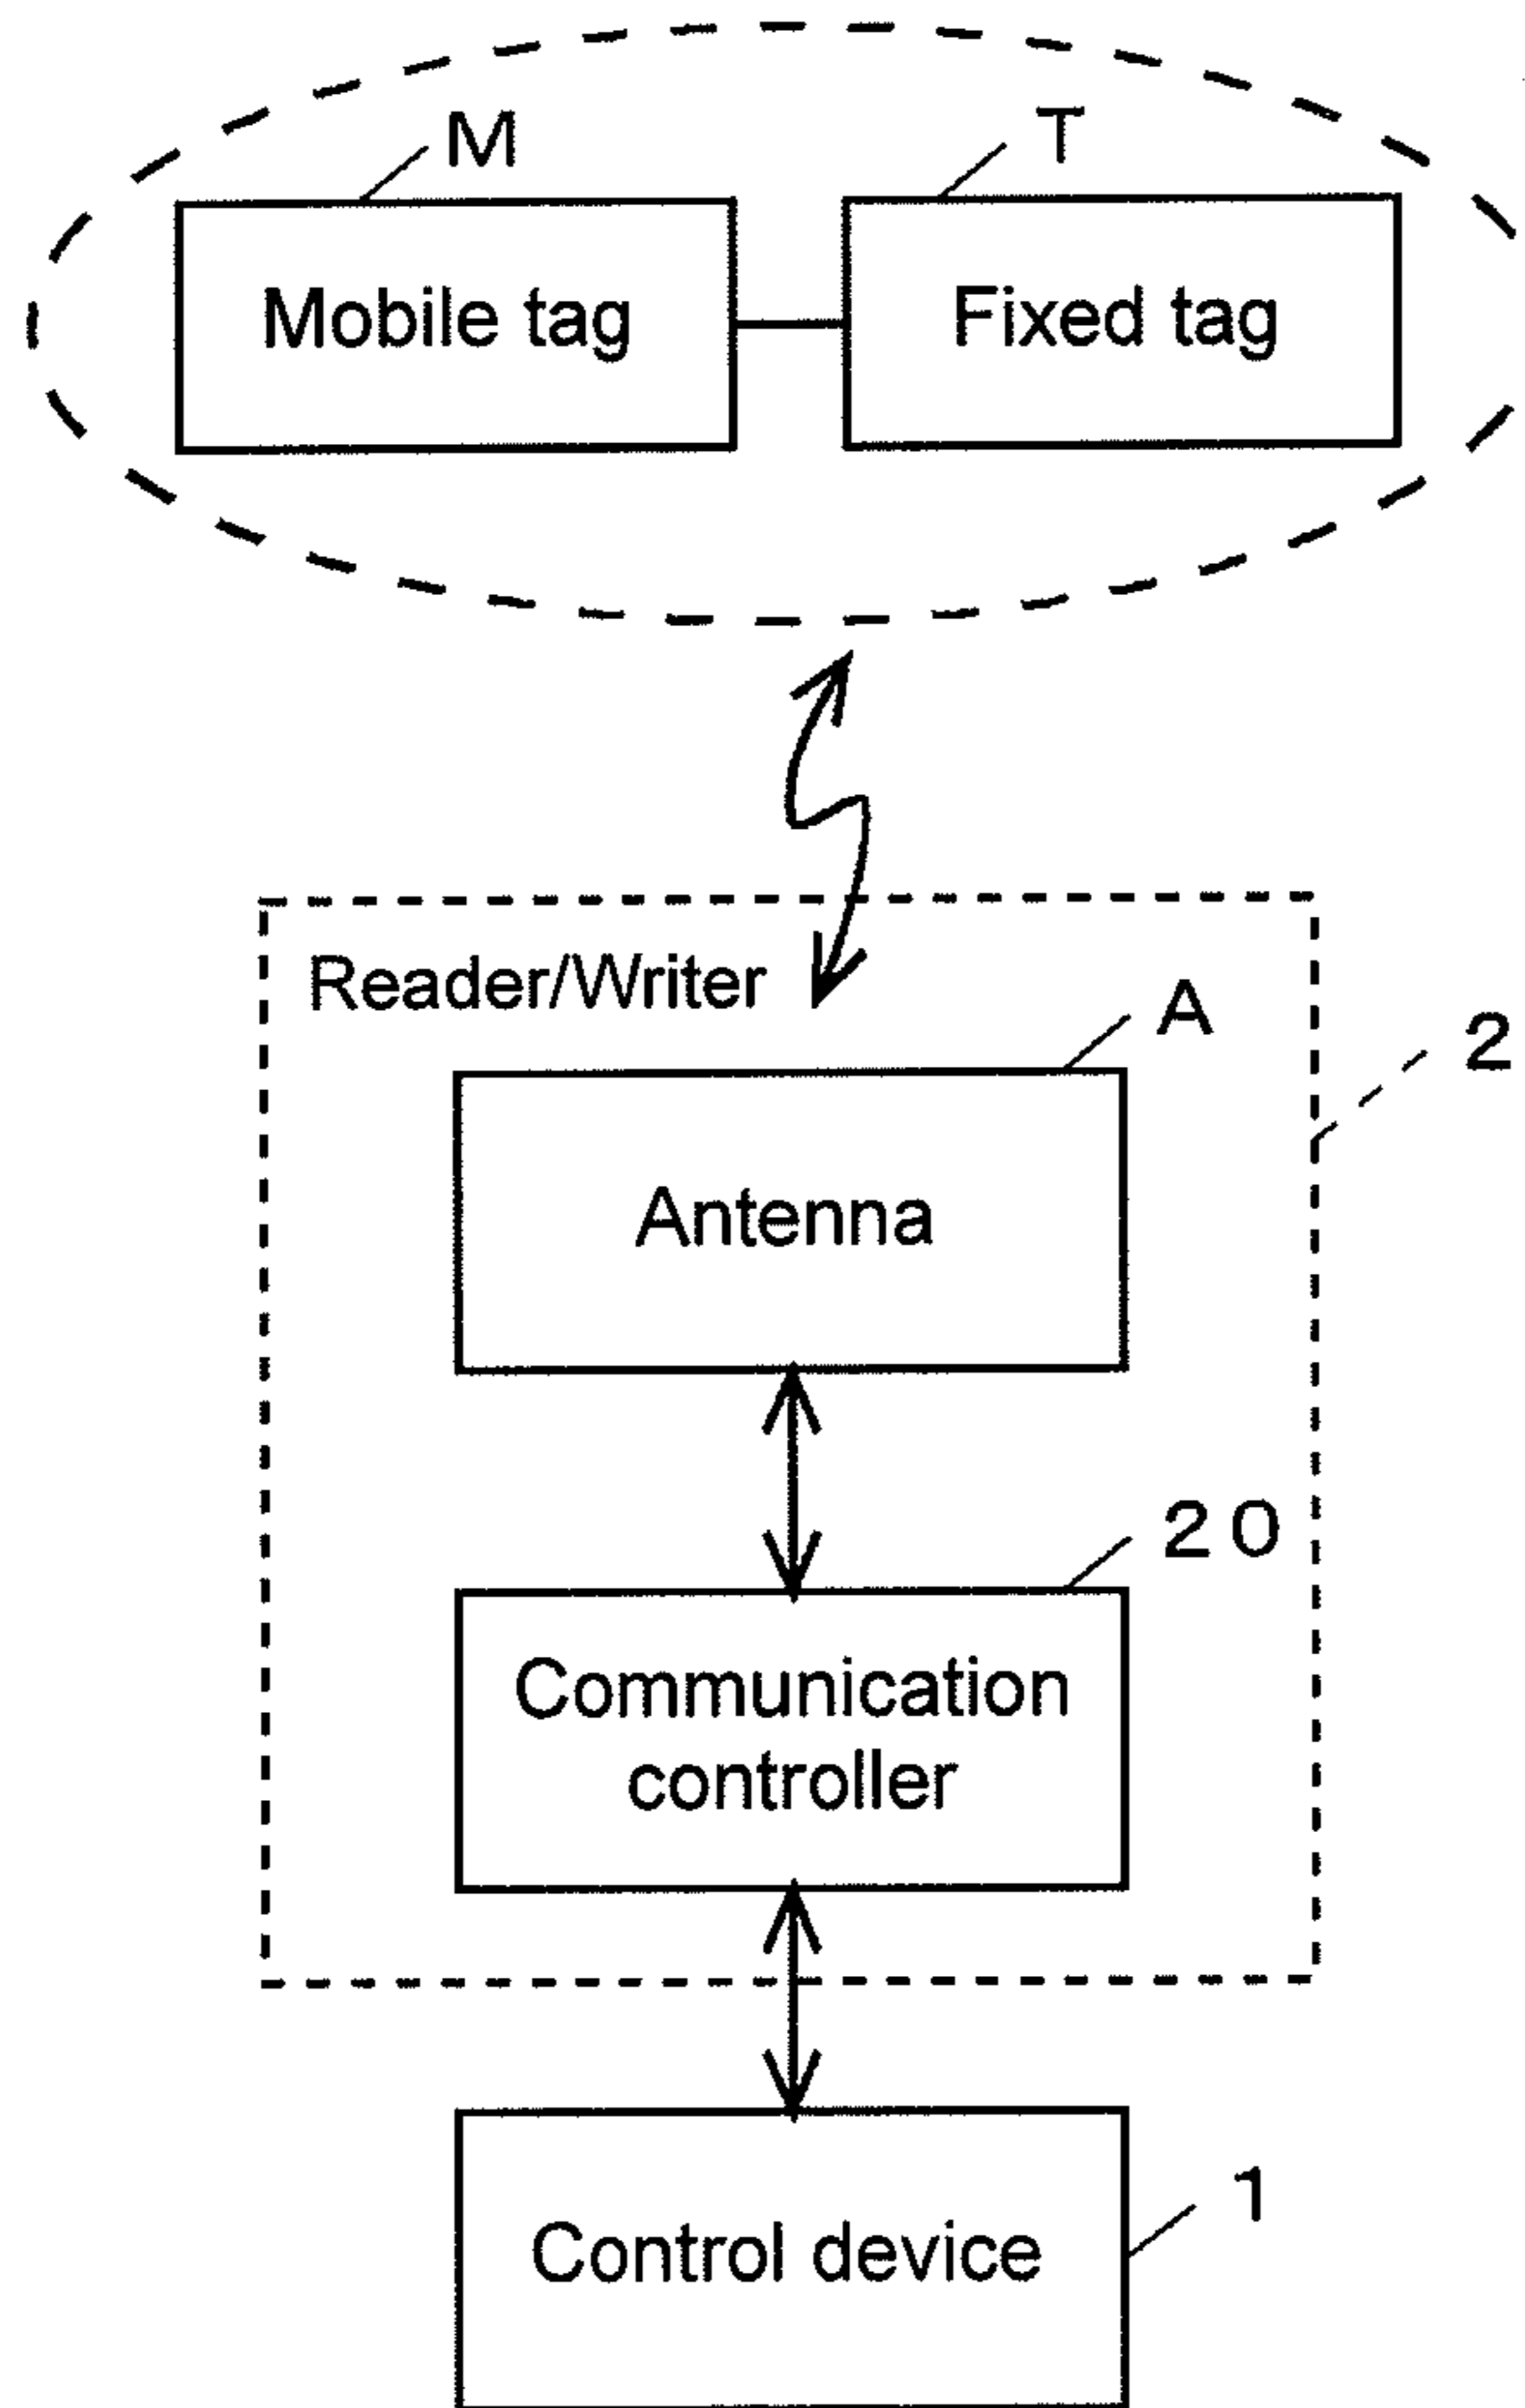 M
T
Mobile tag
Fixed tag
Reader/Writer
A
2
Antenna
20
Communication
controller
1
Control device